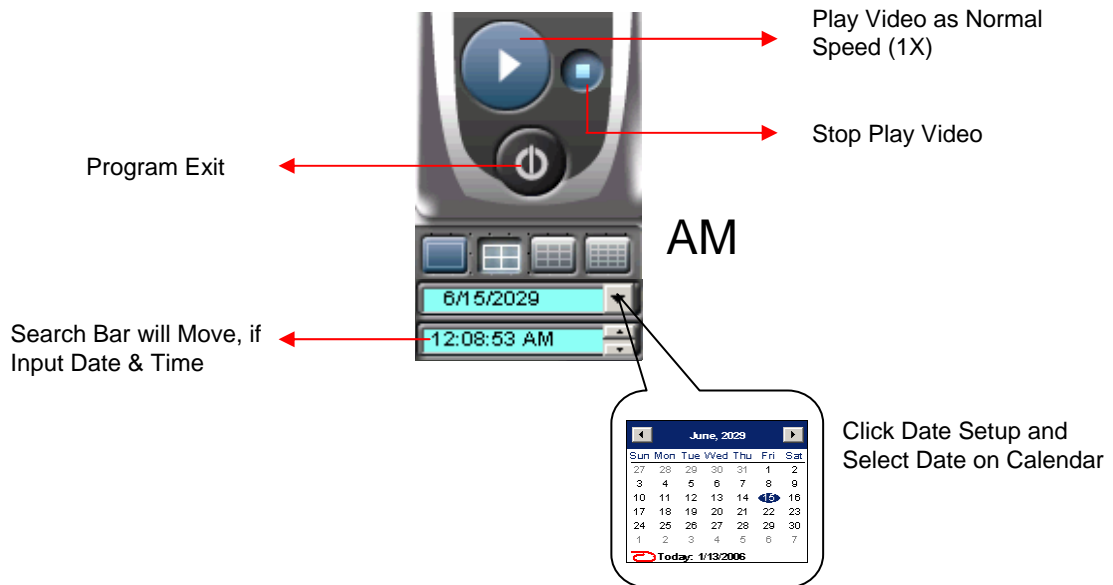 Play Video as Normal
Speed (1X)
Stop Play Video
Program Exit
AM
6/15/2029
12:08:53 AM
Search Bar will Move, if
Input Date & Time
Click Date Setup and
Select Date on Calendar
June, 2029
Sun Mon Tue Wed Thu Fri Sat
27 28 29 30 31 1 2
3 4 5 6 7 8 9
10 11 12 13 14 15 16
17 18 19 20 21 22 23
24 25 26 27 28 29 30
1 2 3 4 5 6 7
Today: 1/13/2006